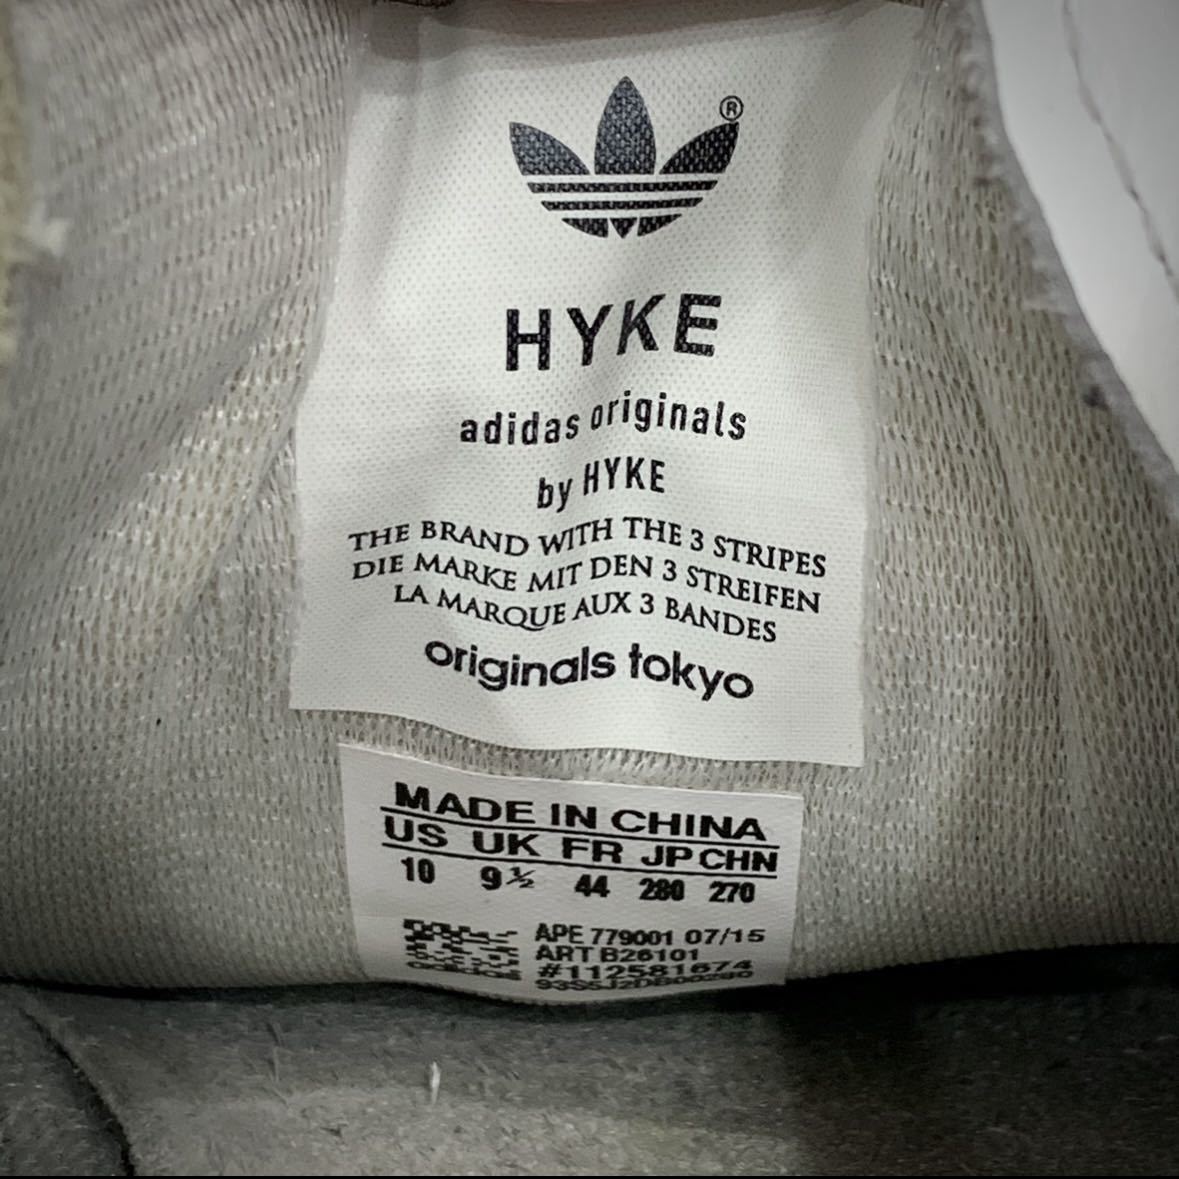 ®
HYKE
adidas originals
by HYKE
THE BRAND WITH THE 3 STRIPES
DIE MARKE MIT DEN 3 STREIFEN
LA MARQUE AUX 3 BANDES
originals tokyo
MADE IN CHINA
US UK FR JP CHN
10 9½ 44 280 270
APE 779001 07/15
ART B26101
#112581674